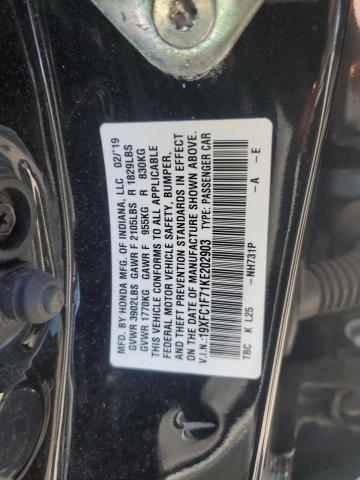 MFD. BY HONDA MFG. OF INDIANA, LLC 02/'19
GVWR 3902LBS GAWR F 2105LBS R 1829LBS
GVWR 1770KG GAWR F 955KG R 830KG
THIS VEHICLE CONFORMS TO ALL APPLICABLE
FEDERAL MOTOR VEHICLE SAFETY, BUMPER,
AND THEFT PREVENTION STANDARDS IN EFFECT
ON THE DATE OF MANUFACTURE SHOWN ABOVE.
V.I.N.:19XFC1F71KE202903 TYPE: PASSENGER CAR
TBC K L25 -NH731P -A -E